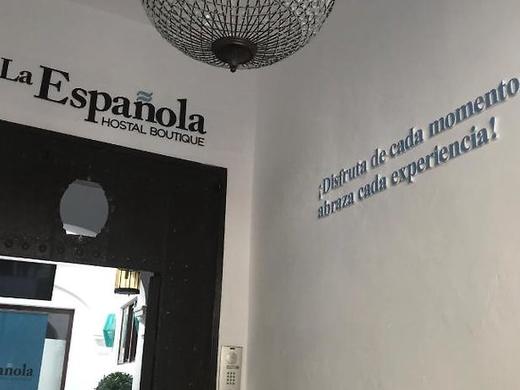 La Española
HOSTAL BOUTIQUE
¡Disfruta de cada momento
abraza cada experiencia!
añola